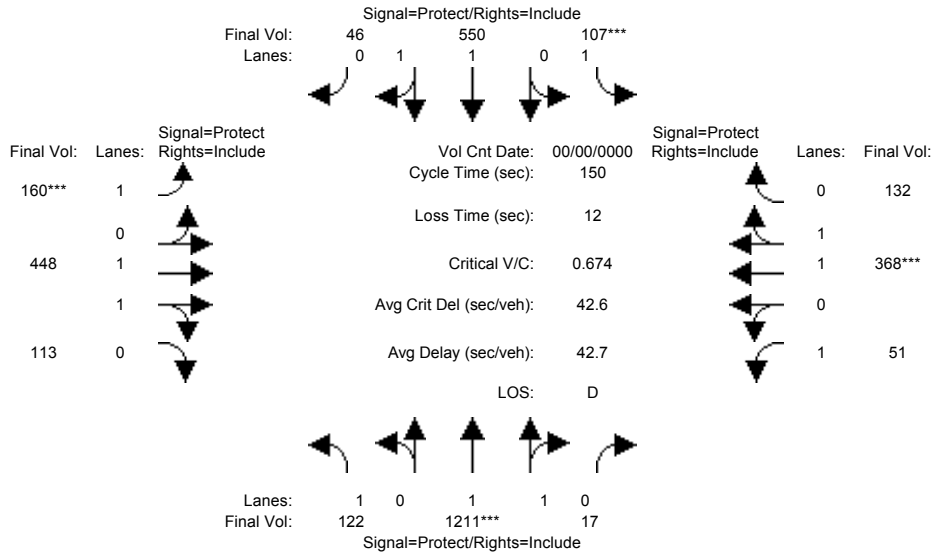 Signal=Protect/Rights=Include
Final Vol: 46 550 107***
Lanes: 0 1 1 0 1
Signal=Protect Signal=Protect
Final Vol: Lanes: Rights=Include Vol Cnt Date: 00/00/0000 Rights=Include Lanes: Final Vol:
Cycle Time (sec): 150
160*** 1 0 132
Loss Time (sec): 12
0 1
448 1 Critical V/C: 0.674 1 368***
1 Avg Crit Del (sec/veh): 42.6 0
113 0 Avg Delay (sec/veh): 42.7 1 51
LOS: D
Lanes: 1 0 1 1 0
Final Vol: 122 1211*** 17
Signal=Protect/Rights=Include